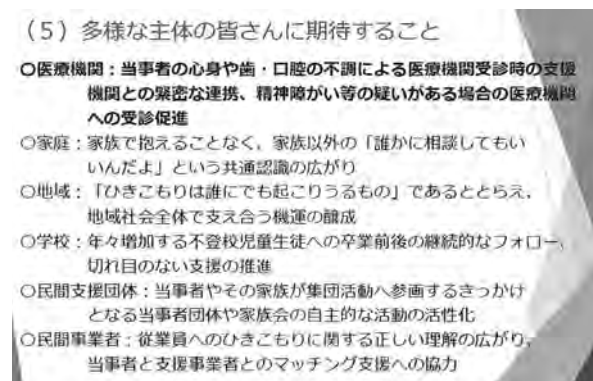 （5）多様な主体の皆さんに期待すること
○医療機関：当事者の心身や歯・口腔の不調による医療機関受診時の支援
機関との緊密な連携、精神障がい等の疑いがある場合の医療機関
への受診促進
○家庭：家族で抱えることなく、家族以外の「誰かに相談してもい
いんだよ」という共通認識の広がり
○地域：「ひきこもりは誰にでも起こりうるもの」であるととらえ、
地域社会全体で支え合う機運の醸成
○学校：年々増加する不登校児童生徒への卒業前後の継続的なフォロー、
切れ目のない支援の推進
○民間支援団体：当事者やその家族が集団活動へ参画するきっかけ
となる当事者団体や家族会の自主的な活動の活性化
○民間事業者：従業員へのひきこもりに関する正しい理解の広がり、
当事者と支援事業者とのマッチング支援への協力